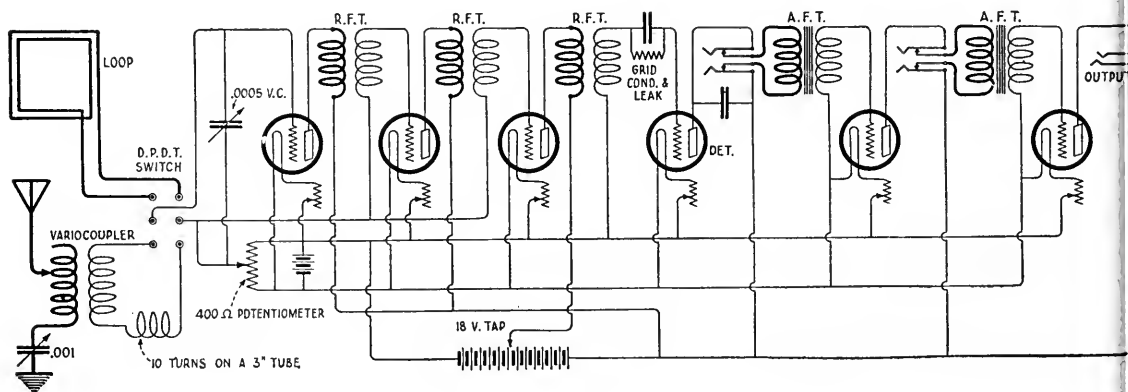 R.F.T.
R.F.T.
R.F.T.
A.F.T.
A.F.T.
LOOP
.0005 V.C.
GRID
COND. &
LEAK
OUTPUT
D.P.D.T.
SWITCH
DET.
VARIOCOUPLER
400 Ω POTENTIOMETER
18 V. TAP
.001
10 TURNS ON A 3" TUBE